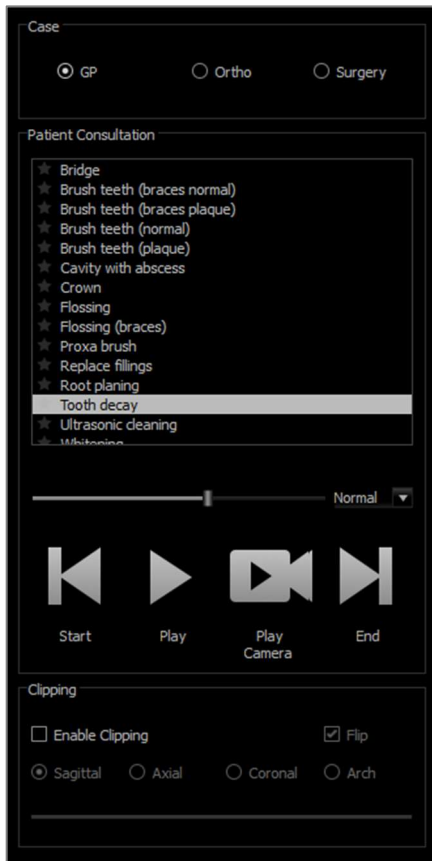 Case
GP Ortho Surgery
Patient Consultation
Bridge
Brush teeth (braces normal)
Brush teeth (braces plaque)
Brush teeth (normal)
Brush teeth (plaque)
Cavity with abscess
Crown
Flossing
Flossing (braces)
Proxa brush
Replace fillings
Root planing
Tooth decay
Ultrasonic cleaning
Whitening
Normal
Start Play Play Camera End
Clipping
Enable Clipping Flip
Sagittal Axial Coronal Arch